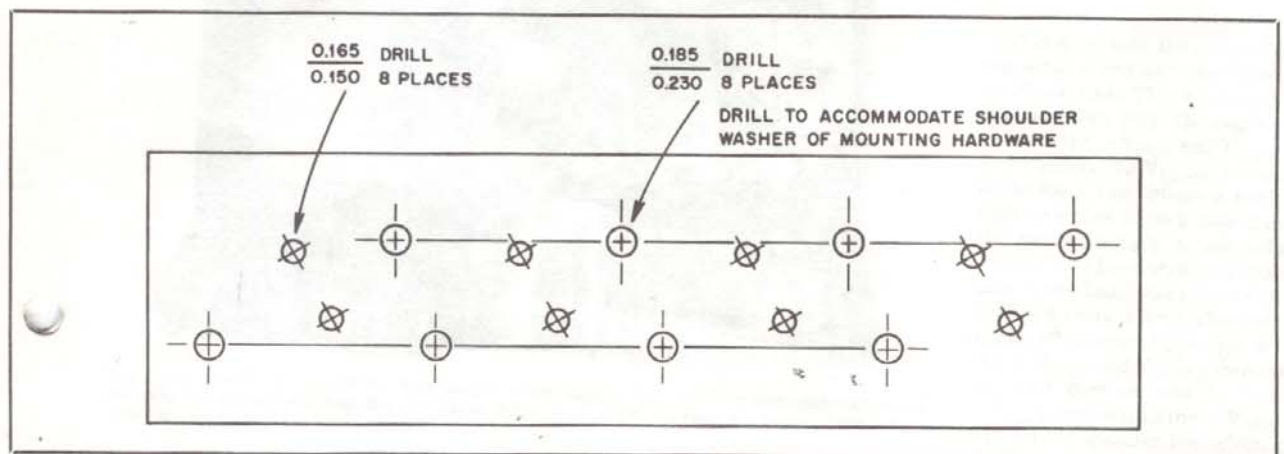 0.165 DRILL
0.150 8 PLACES
0.185 DRILL
0.230 8 PLACES
DRILL TO ACCOMMODATE SHOULDER
WASHER OF MOUNTING HARDWARE